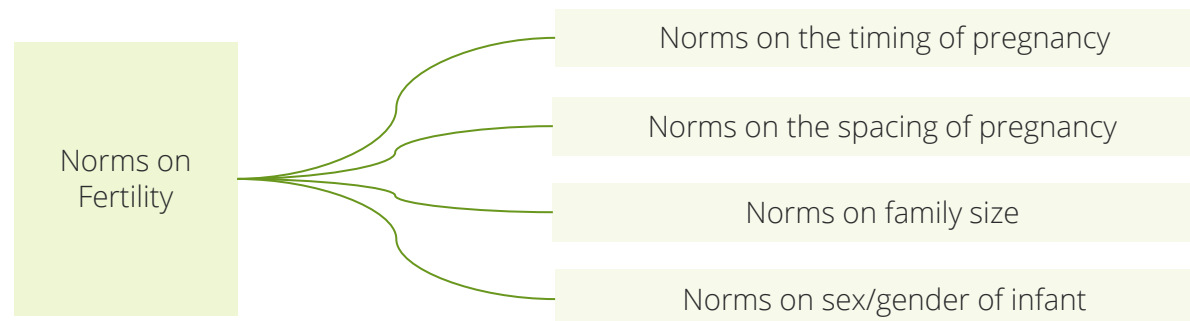 Norms on
Fertility
Norms on the timing of pregnancy
Norms on the spacing of pregnancy
Norms on family size
Norms on sex/gender of infant